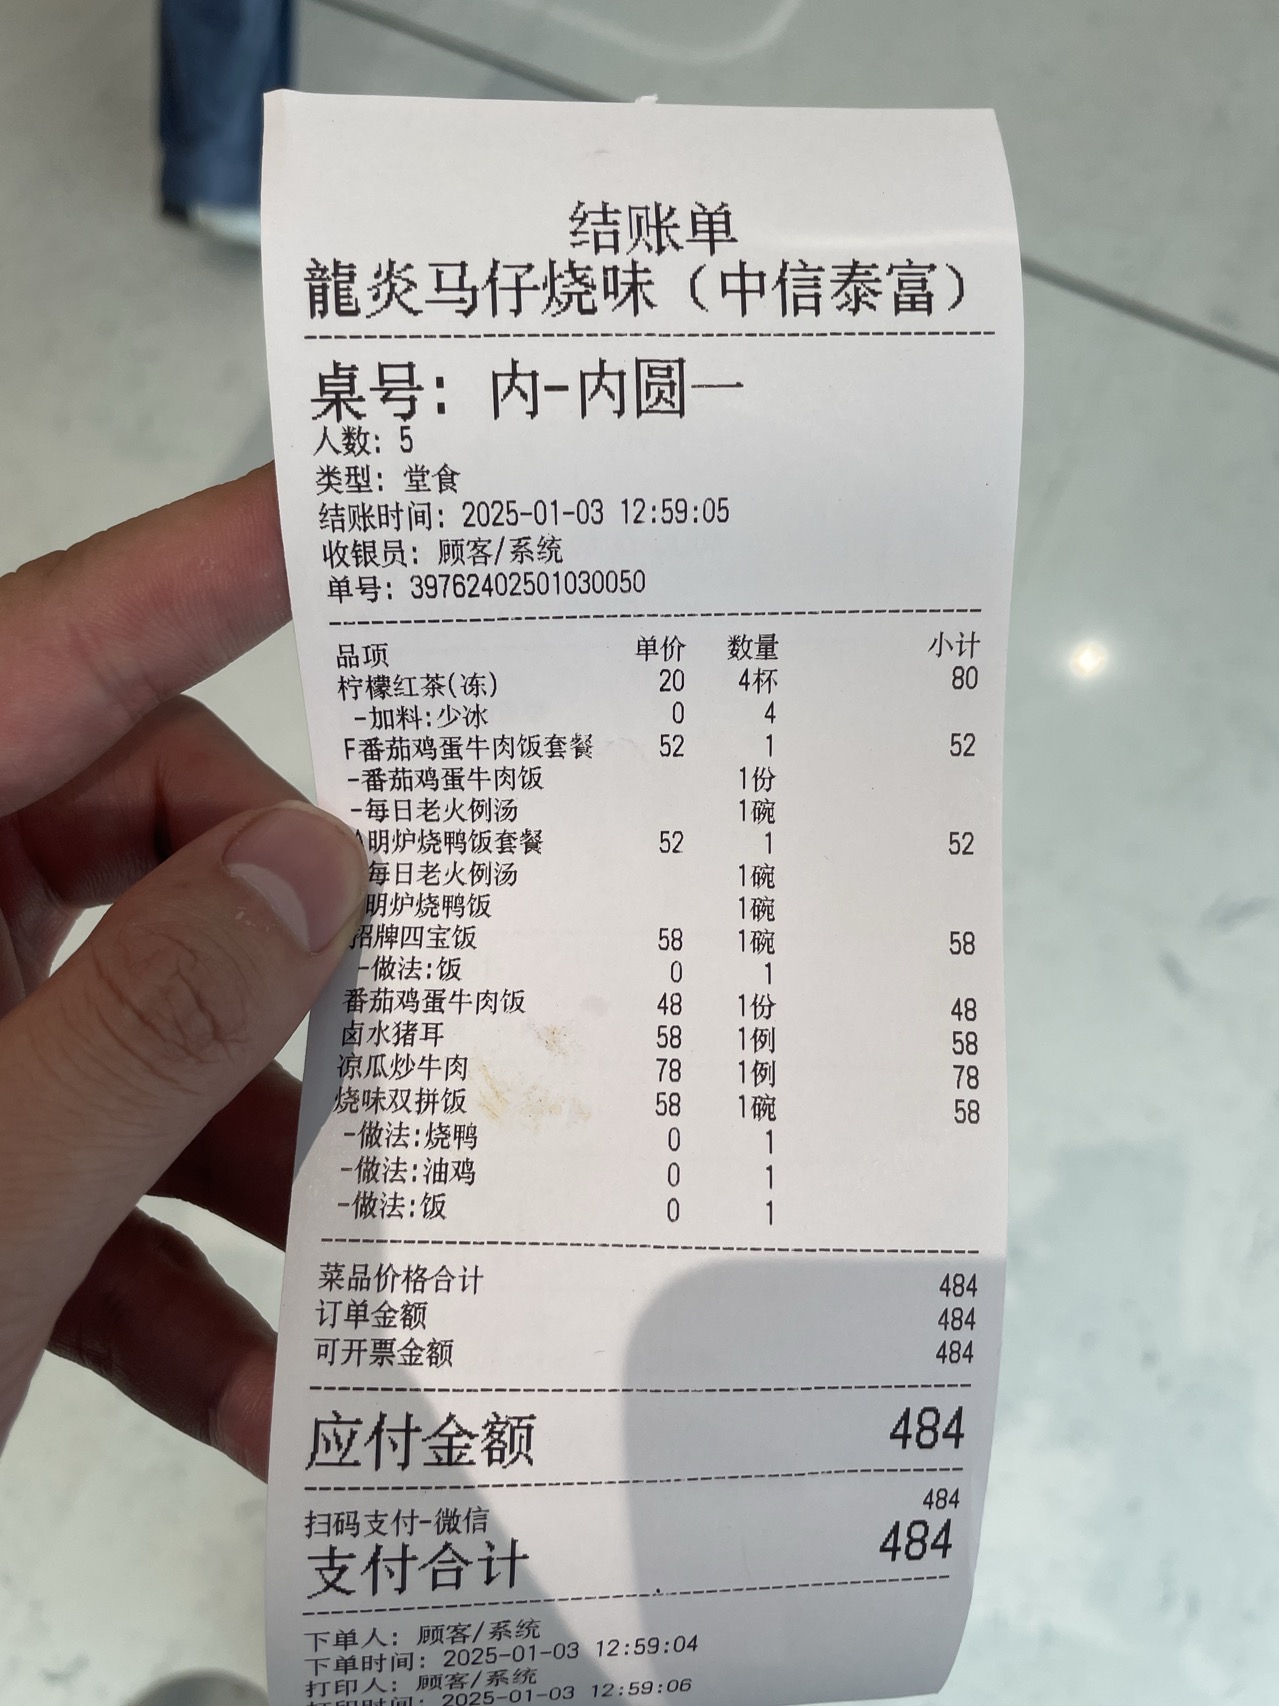 结账单
龍炎马仔烧味（中信泰富）
桌号: 内-内圆一
人数: 5
类型: 堂食
结账时间: 2025-01-03 12:59:05
收银员: 顾客/系统
单号: 39762402501030050
品项 单价 数量 小计
柠檬红茶(冻) 20 4杯 80
-加料:少冰 0 4
F番茄鸡蛋牛肉饭套餐 52 1 52
-番茄鸡蛋牛肉饭 1份
-每日老火例汤 1碗
A明炉烧鸭饭套餐 52 1 52
每日老火例汤 1碗
明炉烧鸭饭 1碗
招牌四宝饭 58 1碗 58
-做法:饭 0 1
番茄鸡蛋牛肉饭 48 1份 48
卤水猪耳 58 1例 58
凉瓜炒牛肉 78 1例 78
烧味双拼饭 58 1碗 58
-做法:烧鸭 0 1
-做法:油鸡 0 1
-做法:饭 0 1
菜品价格合计 484
订单金额 484
可开票金额 484
应付金额 484
扫码支付-微信 484
支付合计 484
下单人: 顾客/系统
下单时间: 2025-01-03 12:59:04
打印人: 顾客/系统
打印时间: 2025-01-03 12:59:06